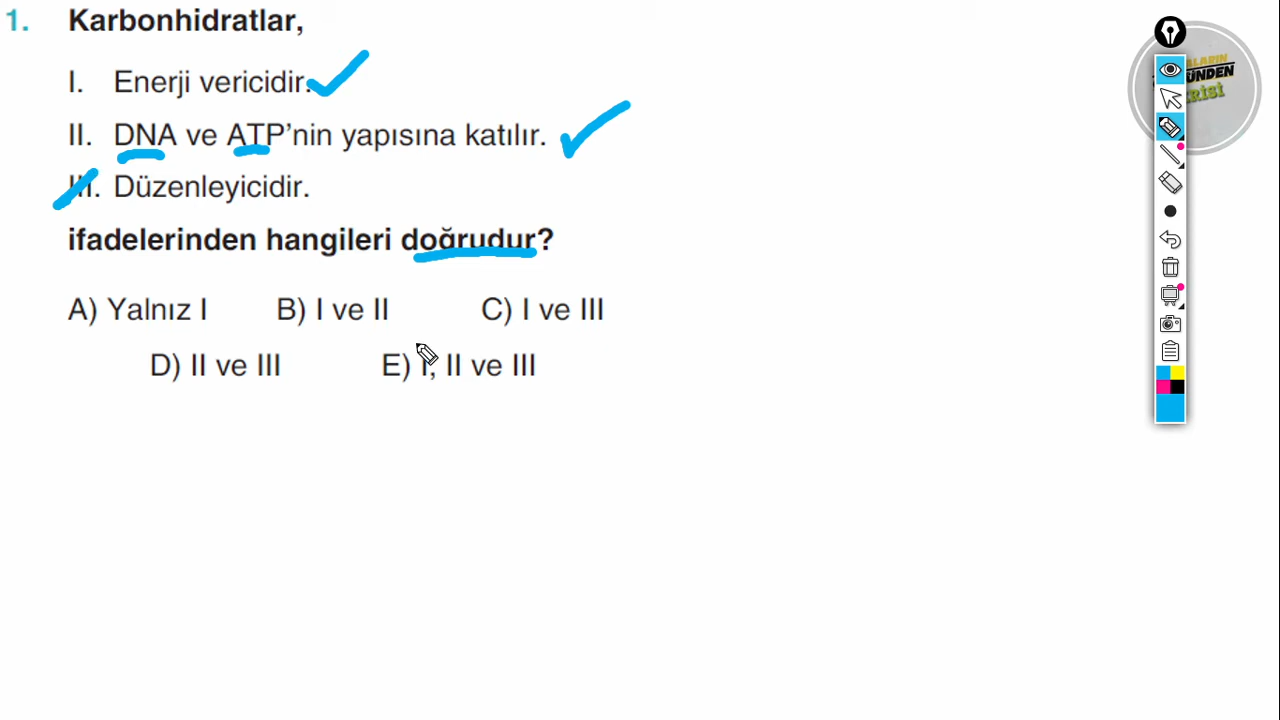 1. Karbonhidratlar,
I. Enerji vericidir.
II. DNA ve ATP'nin yapısına katılır.
III. Düzenleyicidir.
ifadelerinden hangileri doğrudur?
A) Yalnız I B) I ve II C) I ve III
D) II ve III E) I, II ve III